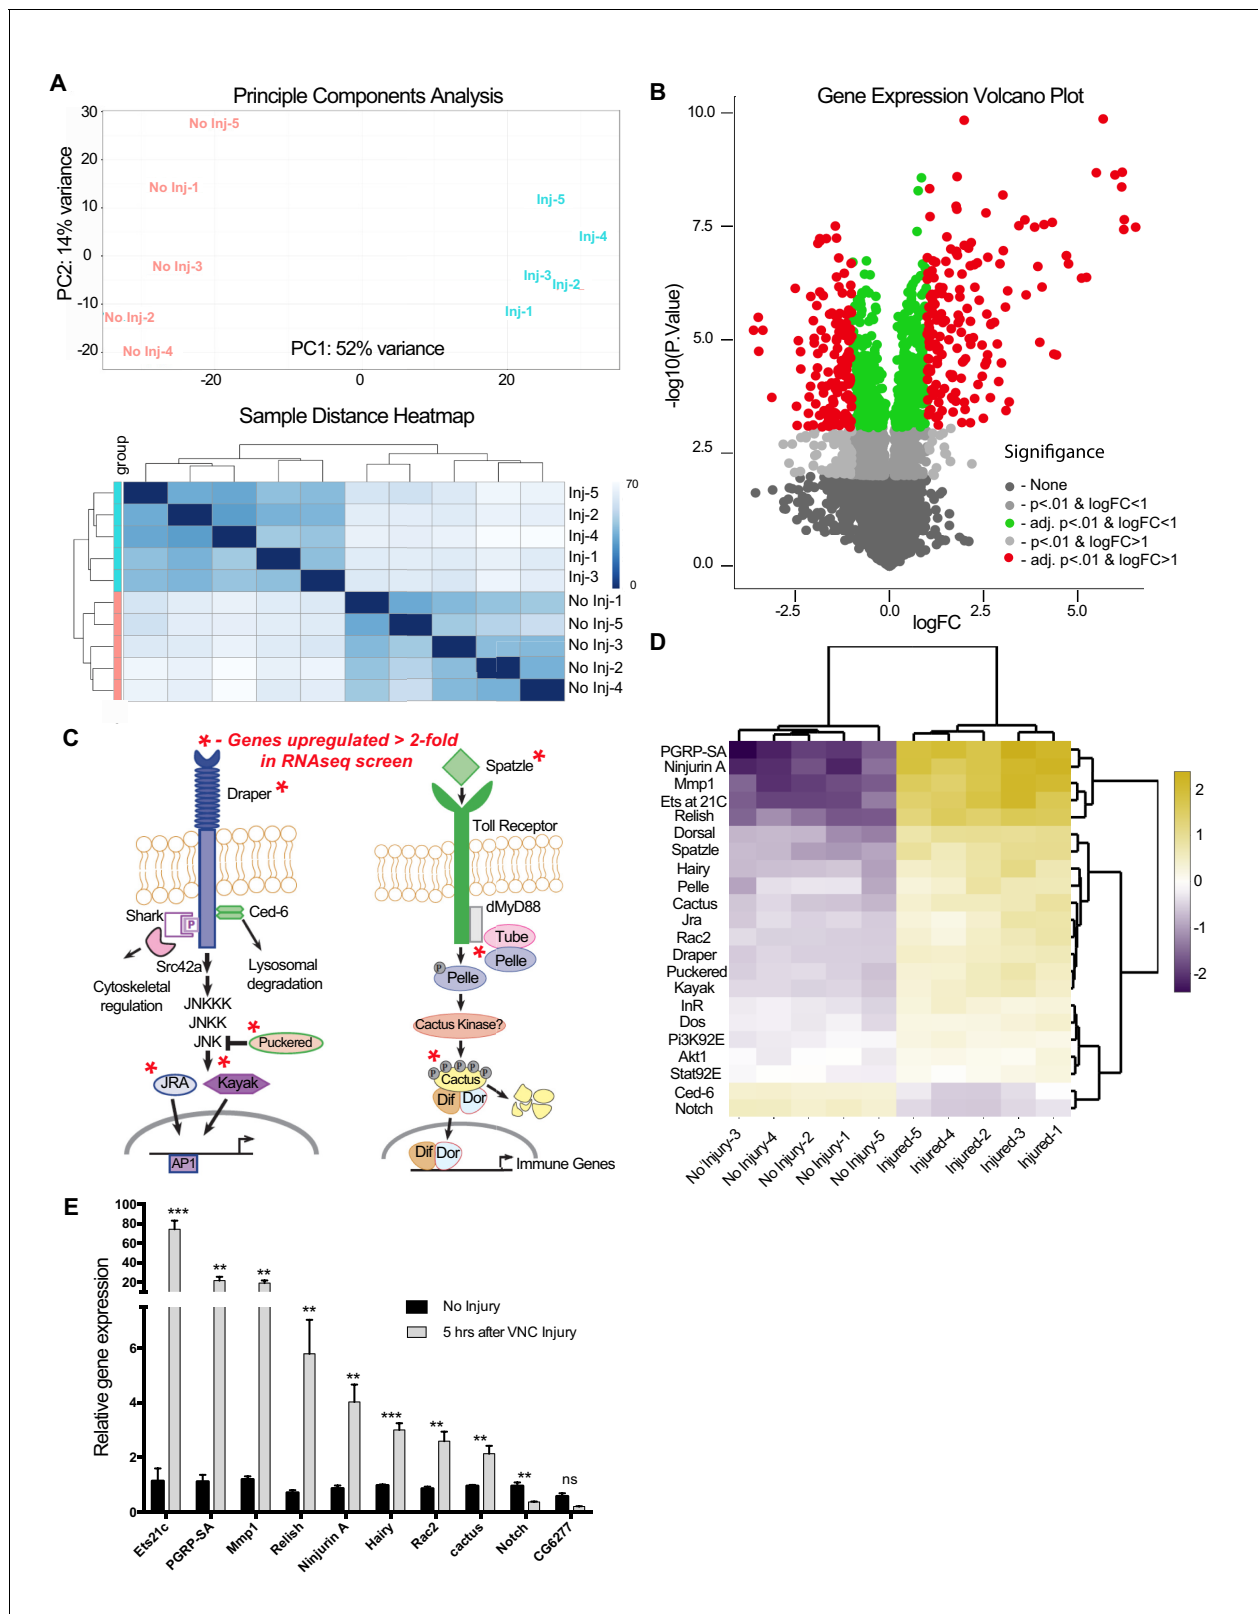 A
Principle Components Analysis
30
20
10
0
-10
-20
PC2: 14% variance
No Inj-5
No Inj-1
No Inj-3
No Inj-2
No Inj-4
Inj-5
Inj-4
Inj-3
Inj-2
Inj-1
PC1: 52% variance
-20
0
20
Sample Distance Heatmap
group
70
0
Inj-5
Inj-2
Inj-4
Inj-1
Inj-3
No Inj-1
No Inj-5
No Inj-3
No Inj-2
No Inj-4
B
Gene Expression Volcano Plot
10.0
7.5
5.0
2.5
0.0
-log10(P.Value)
Signifigance
- None
- p<.01 & logFC<1
- adj. p<.01 & logFC<1
- p<.01 & logFC>1
- adj. p<.01 & logFC>1
-2.5
0.0
2.5
5.0
logFC
C
* - Genes upregulated > 2-fold
in RNAseq screen
Draper *
Shark
P
Ced-6
Src42a
Cytoskeletal
regulation
Lysosomal
degradation
JNKKK
JNKK
JNK
*
Puckered
*
JRA
*
Kayak
AP1
Spatzle *
Toll Receptor
dMyD88
Tube
*
Pelle
P
Pelle
Cactus Kinase?
*
P P P P P
Cactus
Dif Dor
Dif Dor
Immune Genes
D
PGRP-SA
Ninjurin A
Mmp1
Ets at 21C
Relish
Dorsal
Spatzle
Hairy
Pelle
Cactus
Jra
Rac2
Draper
Puckered
Kayak
InR
Dos
Pi3K92E
Akt1
Stat92E
Ced-6
Notch
No Injury-3
No Injury-4
No Injury-2
No Injury-1
No Injury-5
Injured-5
Injured-4
Injured-2
Injured-3
Injured-1
2
1
0
-1
-2
E
Relative gene expression
100
80
60
40
20
6
4
2
0
***
**
**
**
**
***
**
**
**
ns
No Injury
5 hrs after VNC Injury
Ets21c
PGRP-SA
Mmp1
Relish
Ninjurin A
Hairy
Rac2
cactus
Notch
CG6277